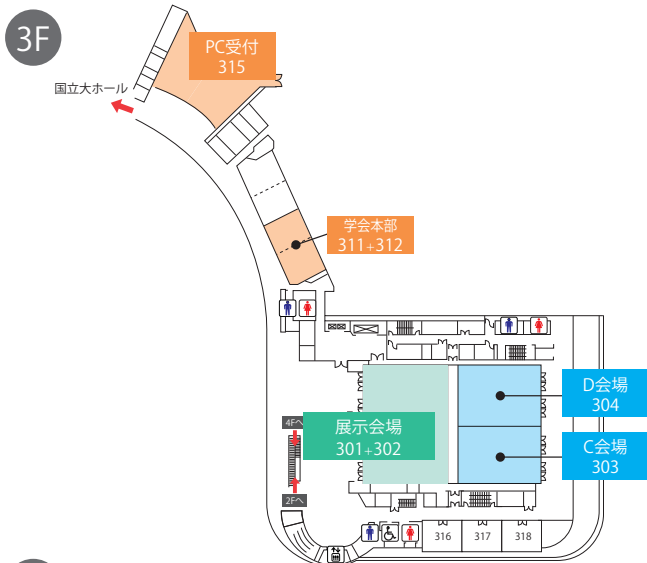 3F
PC受付
315
国立大ホール
学会本部
311+312
D会場
304
展示会場
301+302
C会場
303
4Fへ
2Fへ
316
317
318